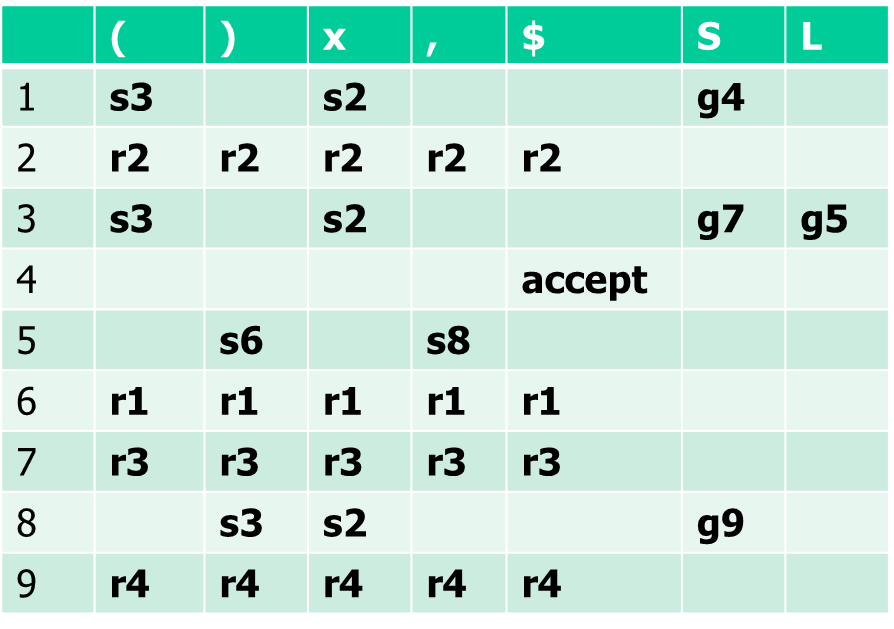 ( ) x , $ S L
1 s3 s2 g4
2 r2 r2 r2 r2 r2
3 s3 s2 g7 g5
4 accept
5 s6 s8
6 r1 r1 r1 r1 r1
7 r3 r3 r3 r3 r3
8 s3 s2 g9
9 r4 r4 r4 r4 r4